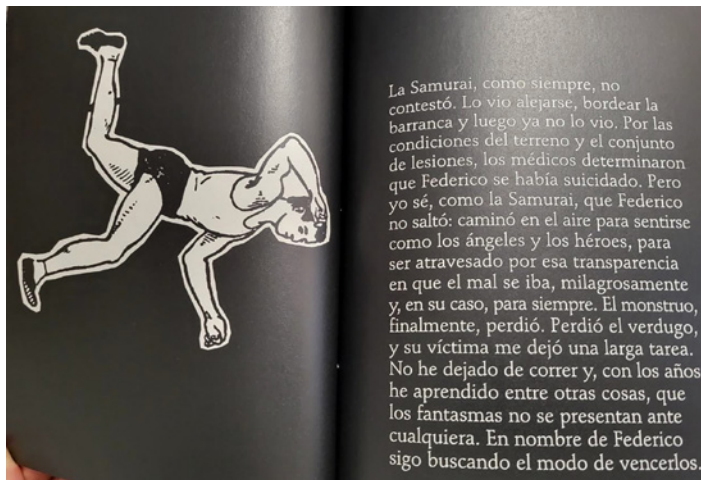 La Samurai, como siempre, no
contestó. Lo vio alejarse, bordear la
barranca y luego ya no lo vio. Por las
condiciones del terreno y el conjunto
de lesiones, los médicos determinaron
que Federico se había suicidado. Pero
yo sé, como la Samurai, que Federico
no saltó: caminó en el aire para sentirse
como los ángeles y los héroes, para
ser atravesado por esa transparencia
en que el mal se iba, milagrosamente
y, en su caso, para siempre. El monstruo,
finalmente, perdió. Perdió el verdugo,
y su víctima me dejó una larga tarea.
No he dejado de correr y, con los años
he aprendido entre otras cosas, que
los fantasmas no se presentan ante
cualquiera. En nombre de Federico
sigo buscando el modo de vencerlos.